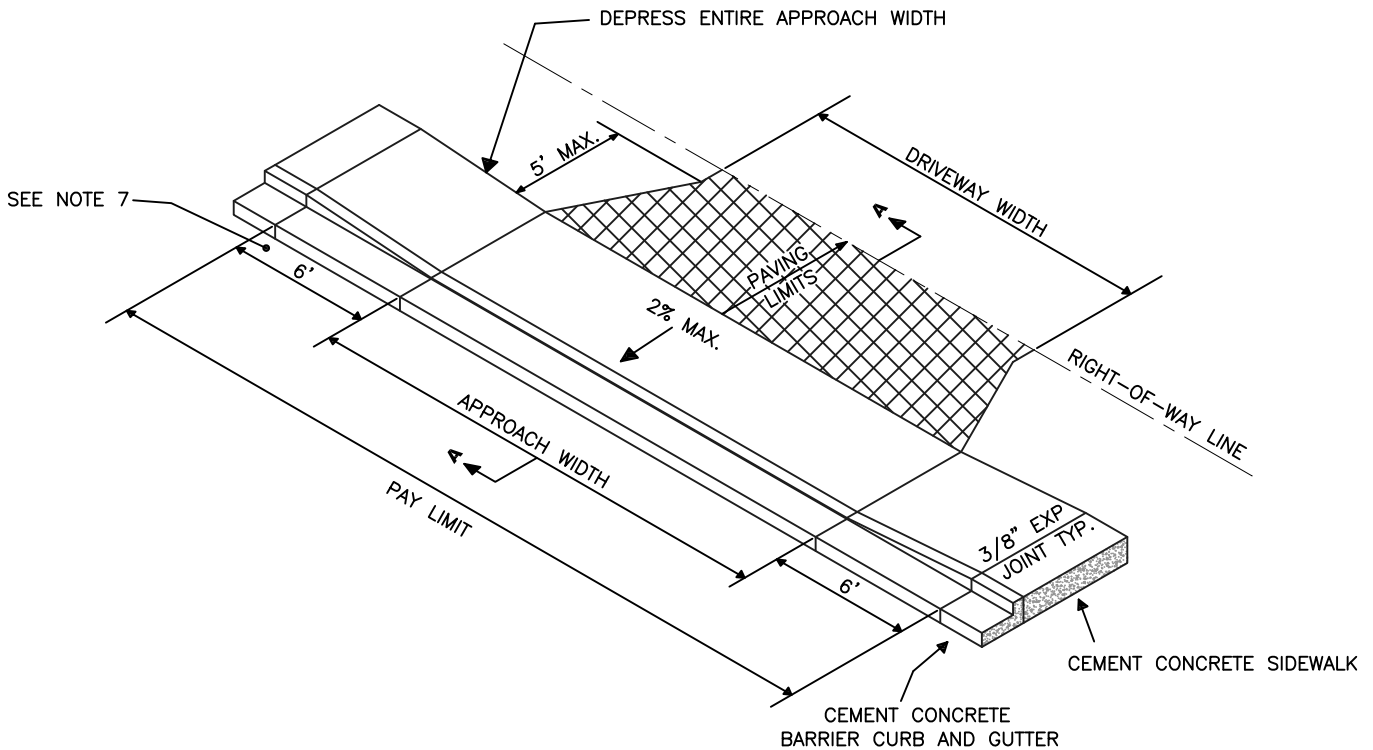 DEPRESS ENTIRE APPROACH WIDTH
5' MAX.
DRIVEWAY WIDTH
SEE NOTE 7
A
PAVING
LIMITS
6'
2% MAX.
RIGHT-OF-WAY LINE
APPROACH WIDTH
A
PAY LIMIT
3/8" EXP
JOINT TYP.
6'
CEMENT CONCRETE SIDEWALK
CEMENT CONCRETE
BARRIER CURB AND GUTTER